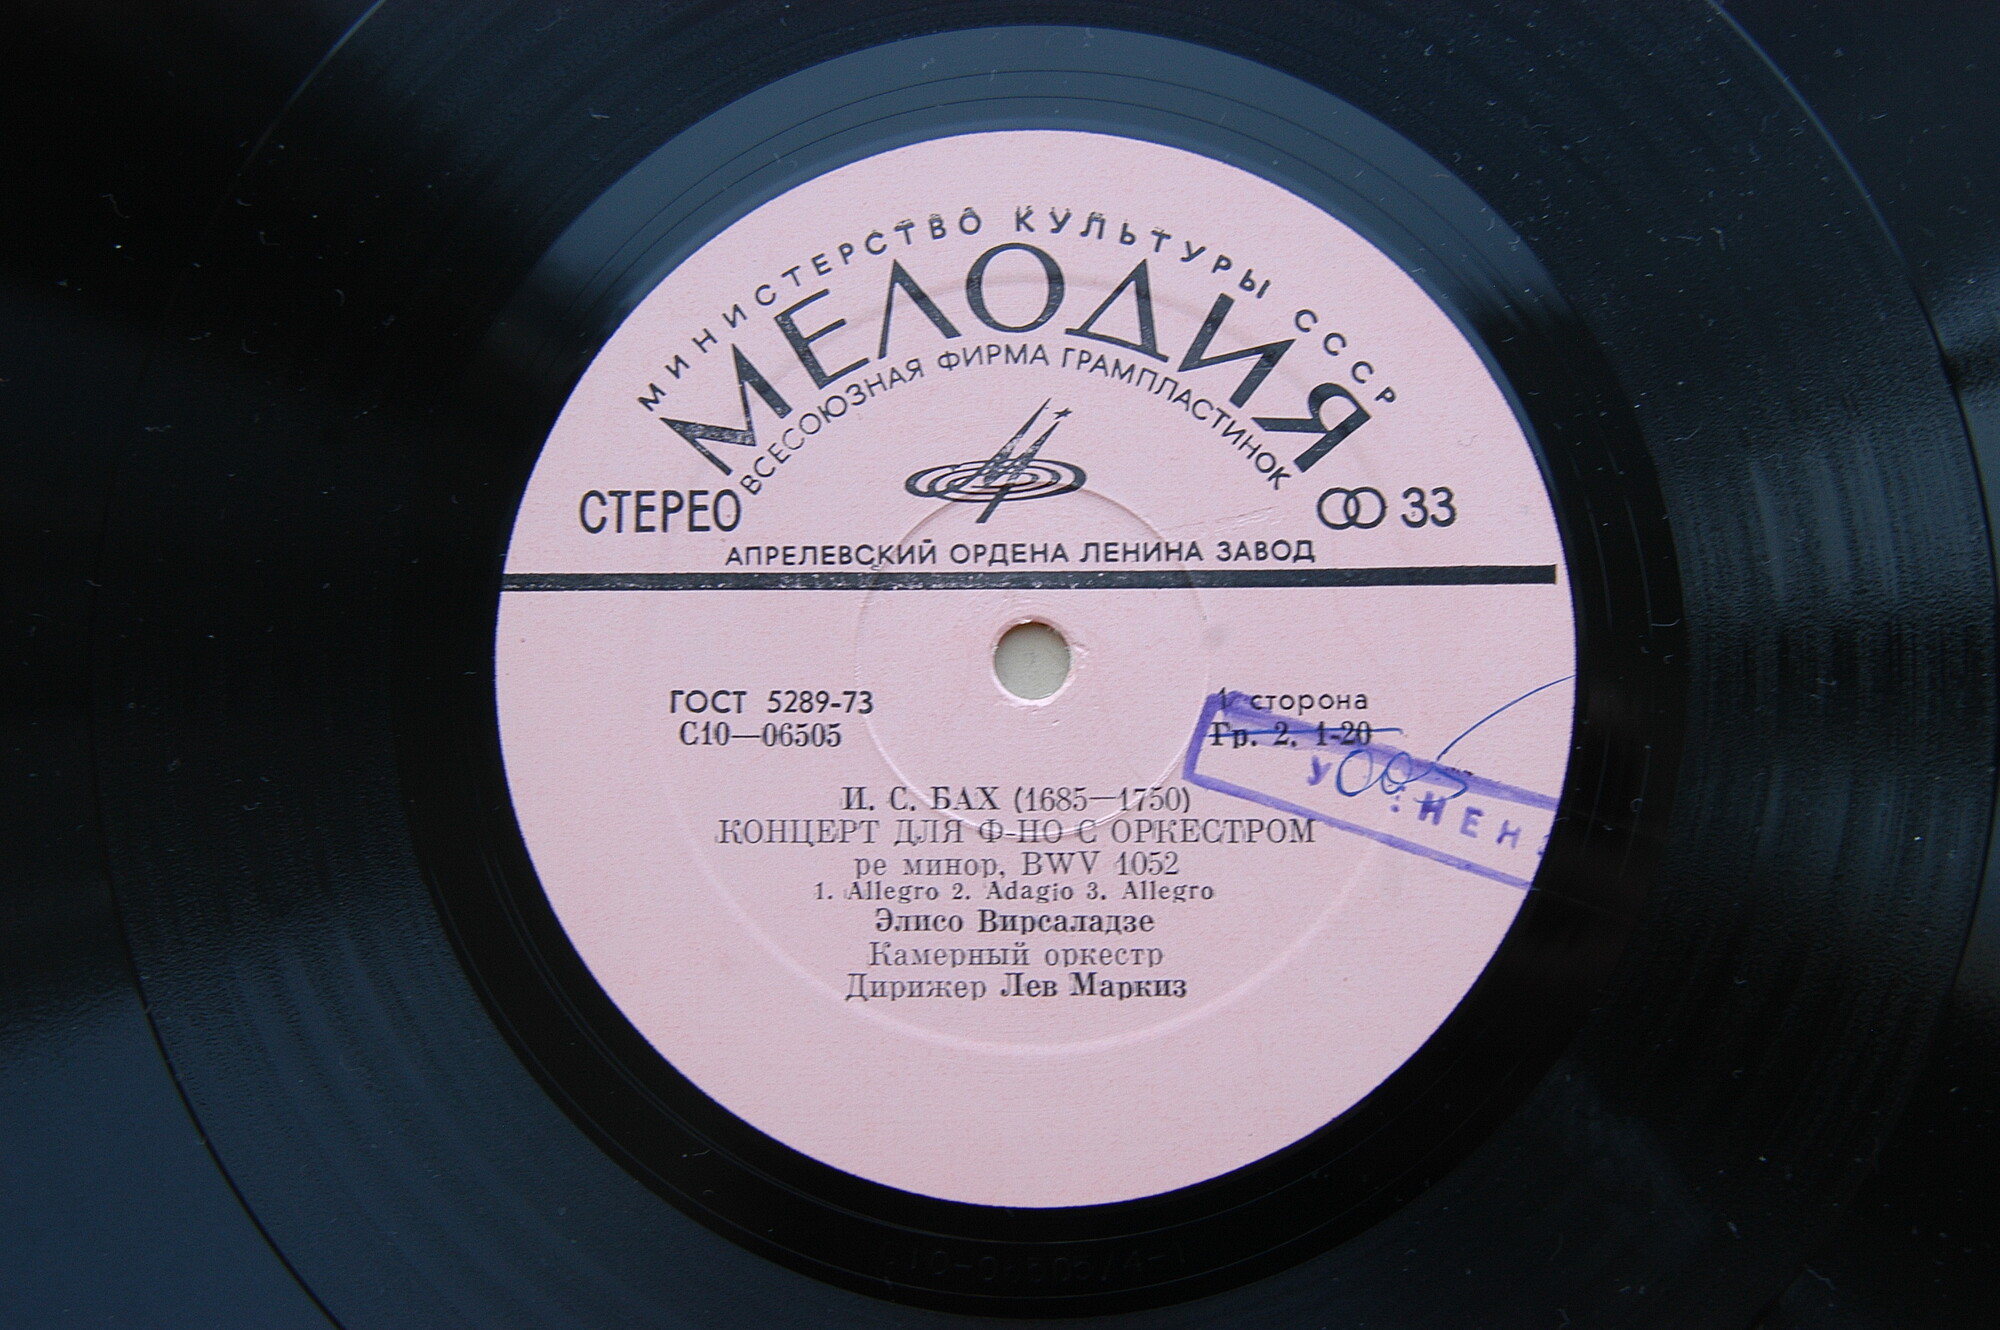 МИНИСТЕРСТВО КУЛЬТУРЫ СССР
МЕЛОДИЯ
ВСЕСОЮЗНАЯ ФИРМА ГРАМПЛАСТИНОК
СТЕРЕО
33
АПРЕЛЕВСКИЙ ОРДЕНА ЛЕНИНА ЗАВОД
ГОСТ 5289-73
С10—06505
1 сторона
Гр. 2. 1-20
И. С. БАХ (1685—1750)
КОНЦЕРТ ДЛЯ Ф-НО С ОРКЕСТРОМ
ре минор, BWV 1052
1. Allegro 2. Adagio 3. Allegro
Элисо Вирсаладзе
Камерный оркестр
Дирижер Лев Маркиз